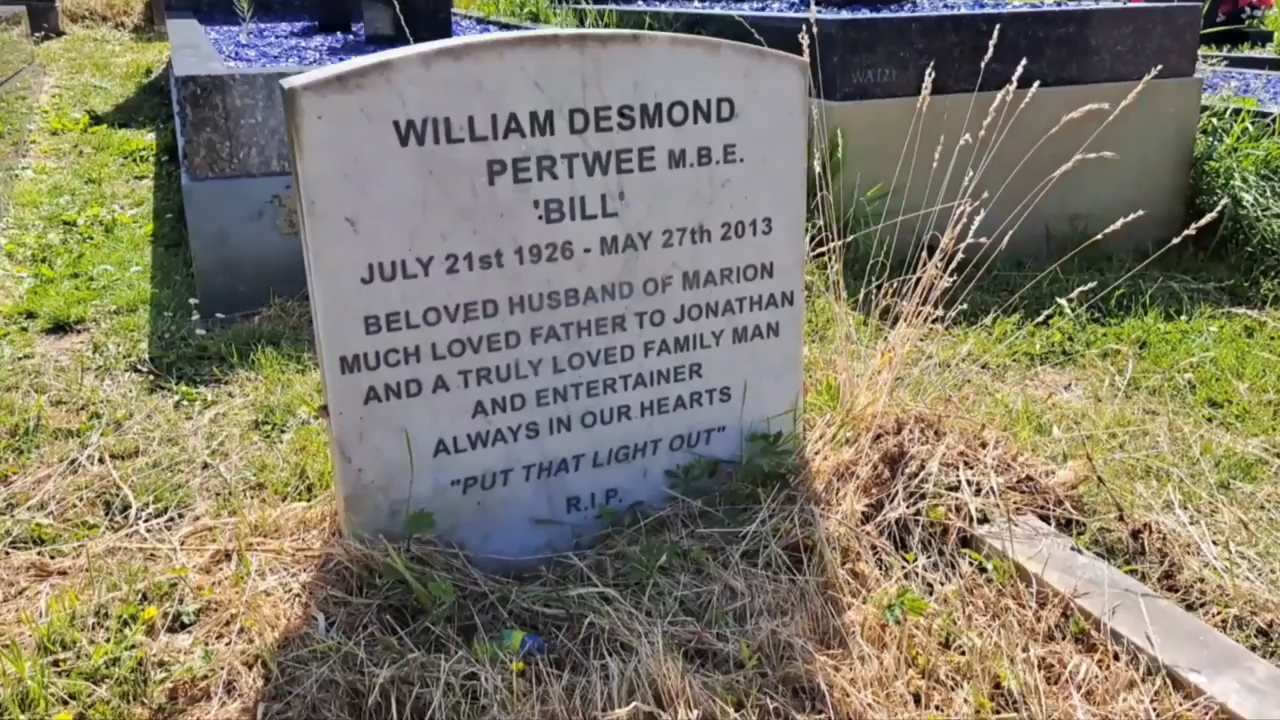 WILLIAM DESMOND
PERTWEE M.B.E.
'BILL'
JULY 21st 1926 - MAY 27th 2013
BELOVED HUSBAND OF MARION
MUCH LOVED FATHER TO JONATHAN
AND A TRULY LOVED FAMILY MAN
AND ENTERTAINER
ALWAYS IN OUR HEARTS
"PUT THAT LIGHT OUT"
R.I.P.